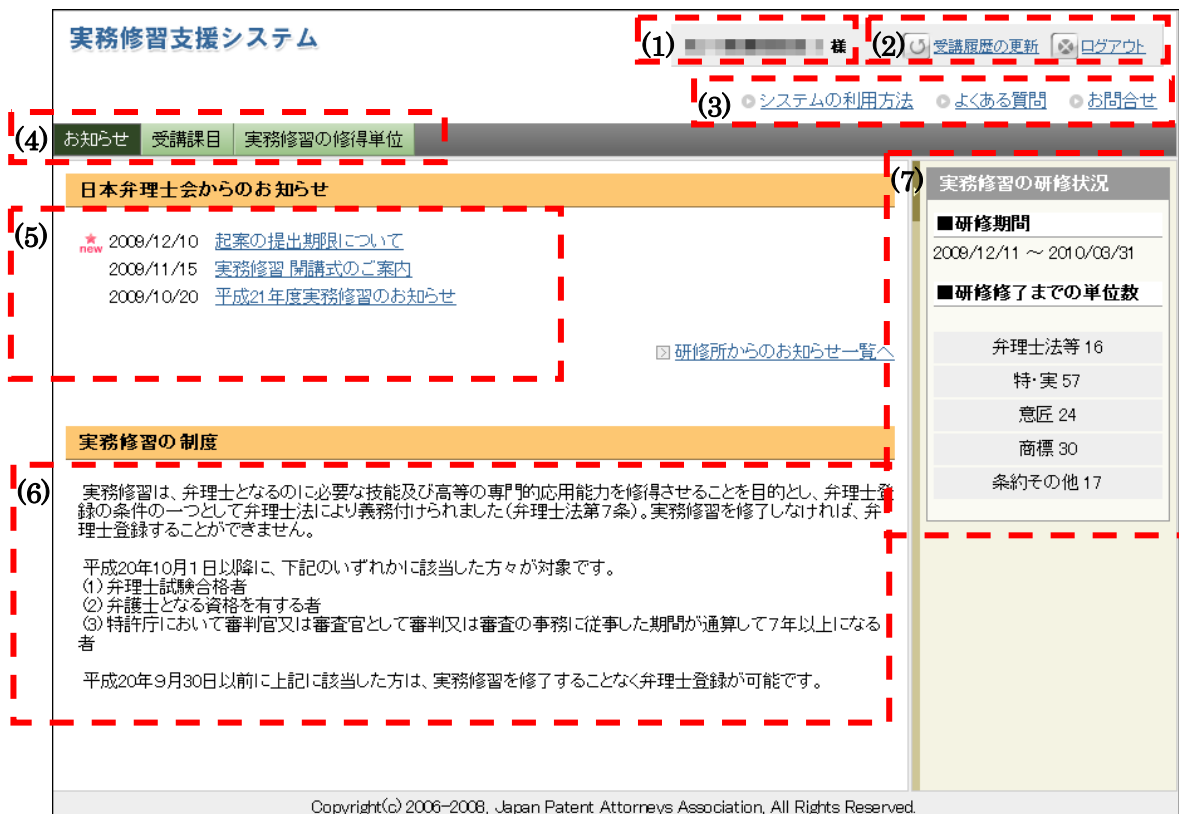 実務修習支援システム
(1) 様 (2) 受講履歴の更新 ログアウト
(3) システムの利用方法 よくある質問 お問合せ
(4) お知らせ 受講課目 実務修習の修得単位
日本弁理士会からのお知らせ
(5)
new 2009/12/10 起案の提出期限について
2009/11/15 実務修習 開講式のご案内
2009/10/20 平成21年度実務修習のお知らせ
研修所からのお知らせ一覧へ
実務修習の制度
(6)
実務修習は、弁理士となるのに必要な技能及び高等の専門的応用能力を修得させることを目的とし、弁理士登
録の条件の一つとして弁理士法により義務付けられました(弁理士法第7条)。実務修習を修了しなければ、弁
理士登録することができません。
平成20年10月1日以降に、下記のいずれかに該当した方々が対象です。
(1)弁理士試験合格者
(2)弁護士となる資格を有する者
(3)特許庁において審判官又は審査官として審判又は審査の事務に従事した期間が通算して7年以上になる
者
平成20年9月30日以前に上記に該当した方は、実務修習を修了することなく弁理士登録が可能です。
(7) 実務修習の研修状況
■研修期間
2009/12/11 ～ 2010/03/31
■研修修了までの単位数
弁理士法等 16
特・実 57
意匠 24
商標 30
条約その他 17
Copyright(c) 2006-2008, Japan Patent Attorneys Association, All Rights Reserved.